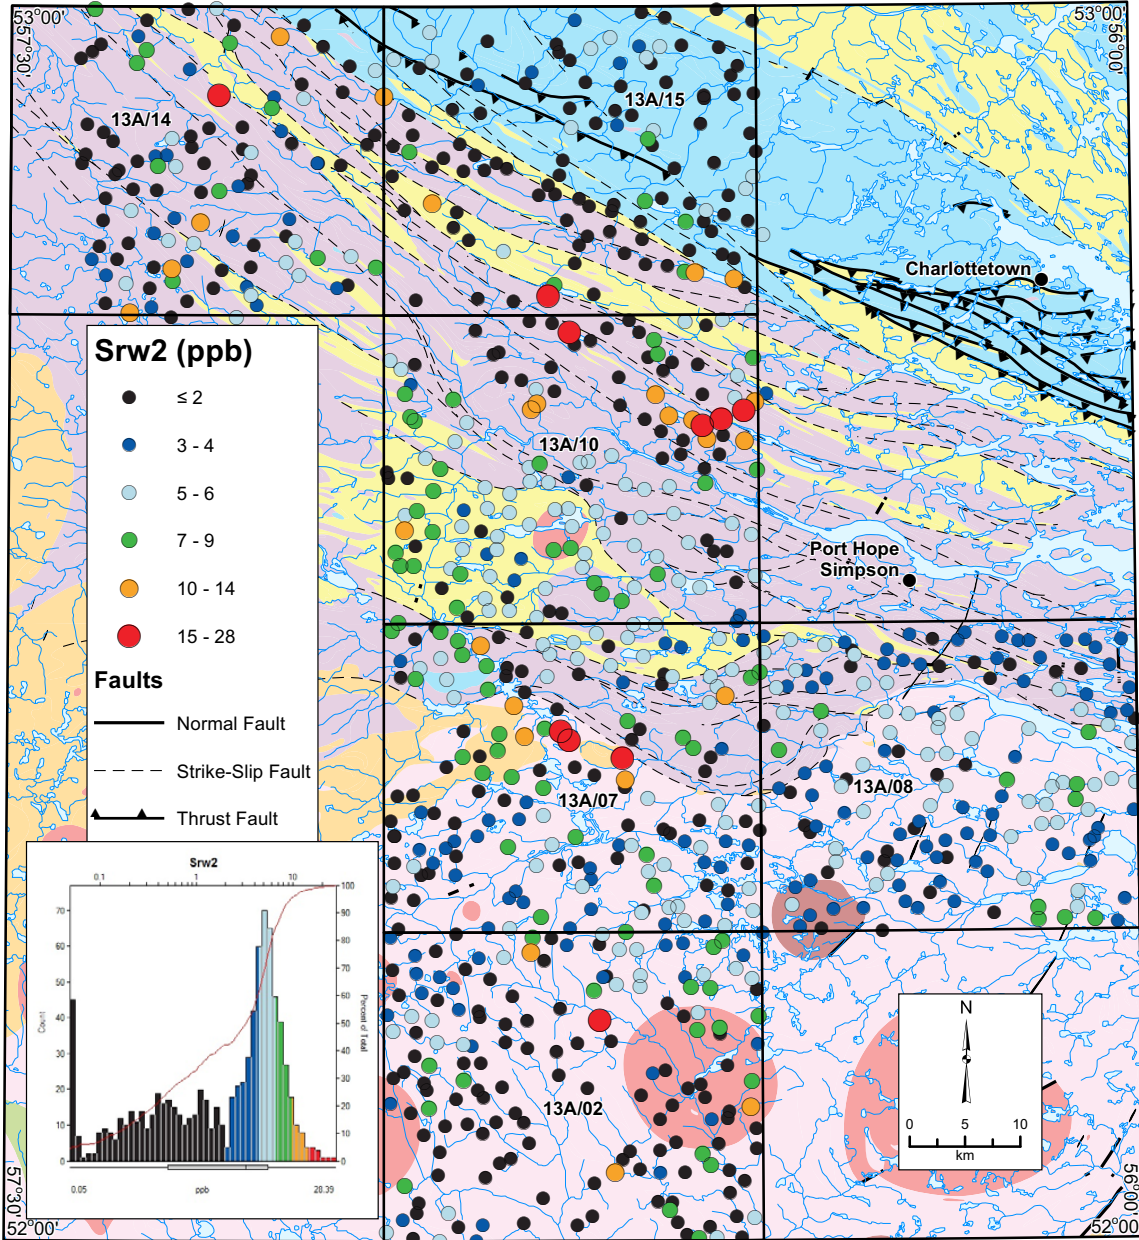 53°00'
57°30'
53°00'
56°00'
13A/14
13A/15
Charlottetown
Srw2 (ppb)
≤ 2
3 - 4
5 - 6
7 - 9
10 - 14
15 - 28
Faults
Normal Fault
Strike-Slip Fault
Thrust Fault
13A/10
Port Hope
Simpson
13A/07
13A/08
13A/02
Srw2
0.1 1 10
70
60
50
40
30
20
10
0
Count
100
90
80
70
60
50
40
30
20
10
0
Percent of Total
0.05 ppb 28.39
N
0 5 10
km
57°30'
52°00'
56°00'
52°00'